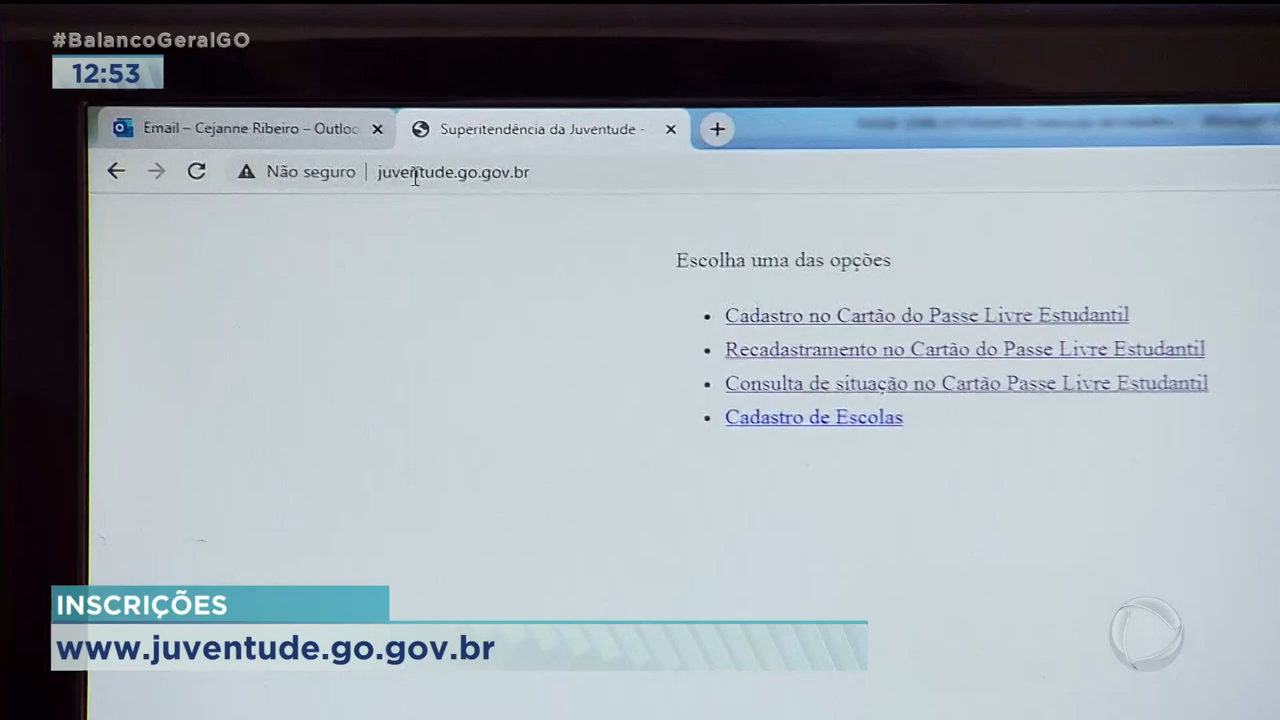 #BalancoGeralGO
12:53
Email – Cejanne Ribeiro – Outloo
Superitendência da Juventude -
Não seguro
juventude.go.gov.br
Escolha uma das opções
Cadastro no Cartão do Passe Livre Estudantil
Recadastramento no Cartão do Passe Livre Estudantil
Consulta de situação no Cartão Passe Livre Estudantil
Cadastro de Escolas
INSCRIÇÕES
www.juventude.go.gov.br